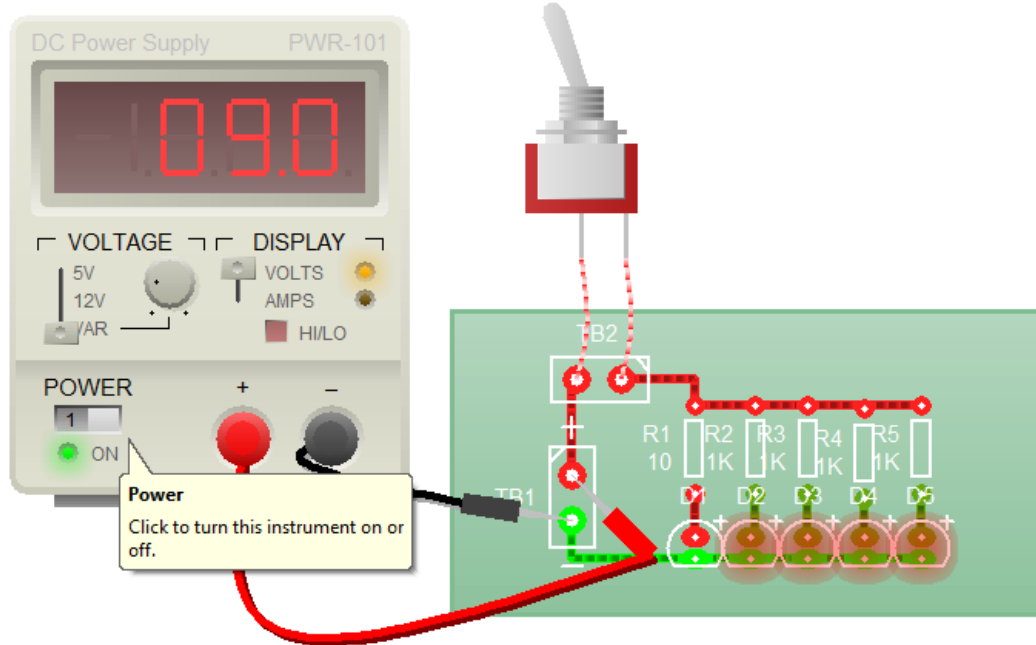 DC Power Supply PWR-101
09.0
VOLTAGE
5V
12V
VAR
DISPLAY
VOLTS
AMPS
HI/LO
POWER
1
ON
+ −
Power
Click to turn this instrument on or
off.
TB2
+
TB1
−
R1 R2 R3 R4 R5
10 1K 1K 1K 1K
D1 D2 D3 D4 D5
+ + + + +